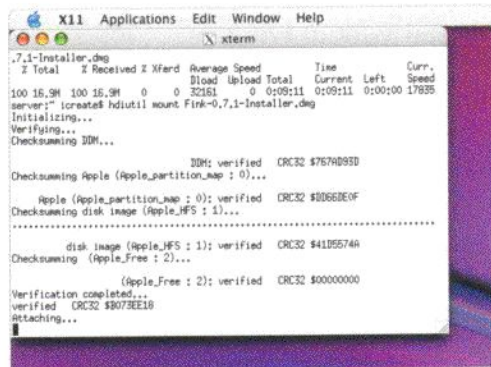 X11 Applications Edit Window Help
xterm
.7.1-Installer.dmg
% Total % Received % Xferd Average Speed Time Curr.
Dload Upload Total Current Left Speed
100 16.9M 100 16.9M 0 0 32161 0 0:09:11 0:09:11 0:00:00 17835
server:~ icreate$ hdiutil mount Fink-0.7.1-Installer.dmg
Initializing...
Verifying...
Checksumming DDM...
DDM: verified CRC32 $767AD93D
Checksumming Apple (Apple_partition_map : 0)...
Apple (Apple_partition_map : 0): verified CRC32 $DD66DE0F
Checksumming disk image (Apple_HFS : 1)...
disk image (Apple_HFS : 1): verified CRC32 $41D5574A
Checksumming (Apple_Free : 2)...
(Apple_Free : 2): verified CRC32 $00000000
Verification completed...
verified CRC32 $B073EE18
Attaching...